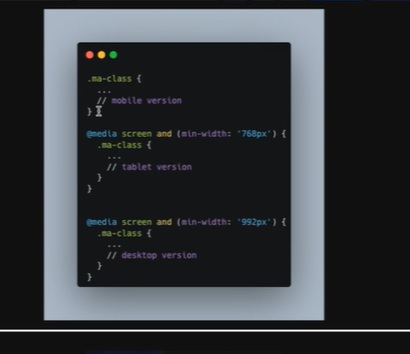 .ma-class {
...
// mobile version
}
@media screen and (min-width: '768px') {
.ma-class {
...
// tablet version
}
}
@media screen and (min-width: '992px') {
.ma-class {
...
// desktop version
}
}